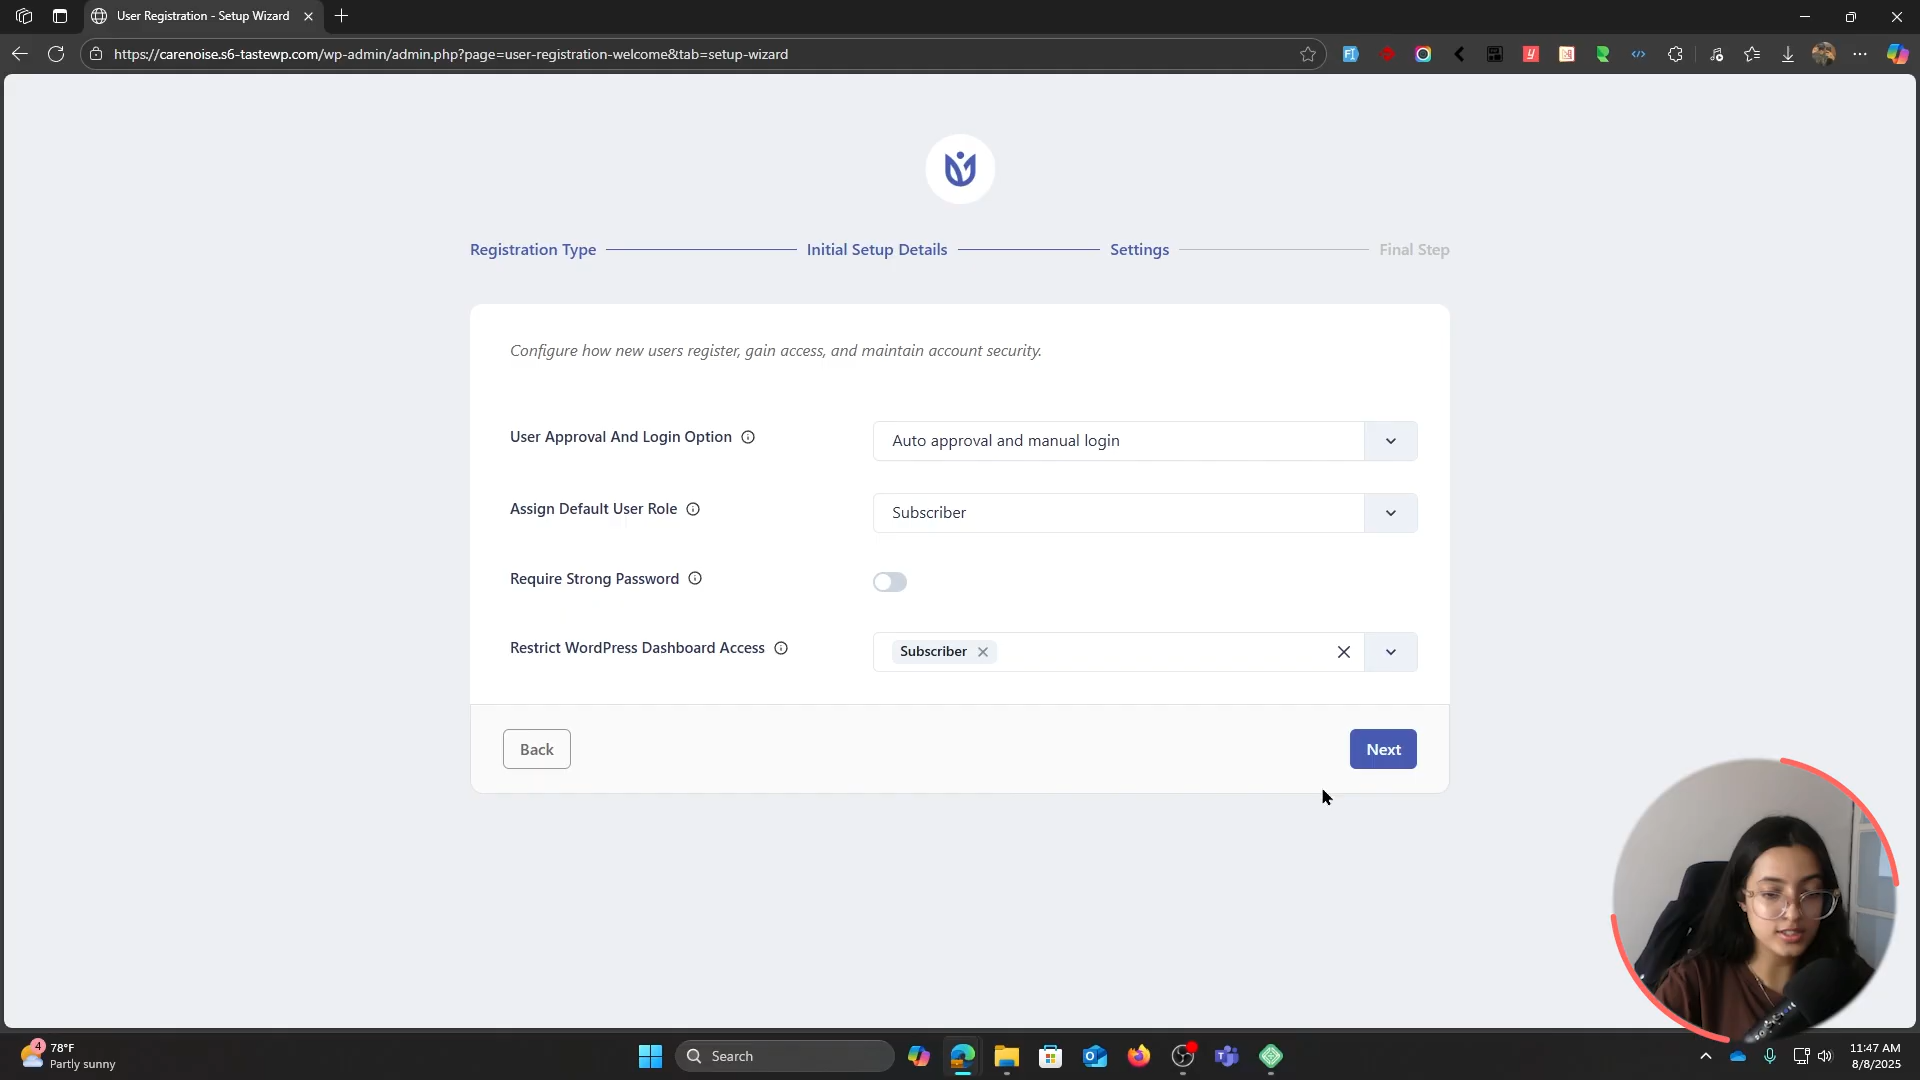 User Registration - Setup Wizard
https://carenoise.s6-tastewp.com/wp-admin/admin.php?page=user-registration-welcome&tab=setup-wizard
Registration Type
Initial Setup Details
Settings
Final Step
Configure how new users register, gain access, and maintain account security.
User Approval And Login Option
Auto approval and manual login
Assign Default User Role
Subscriber
Require Strong Password
Restrict WordPress Dashboard Access
Subscriber
Back
Next
4
78°F
Partly sunny
Search
11:47 AM
8/8/2025